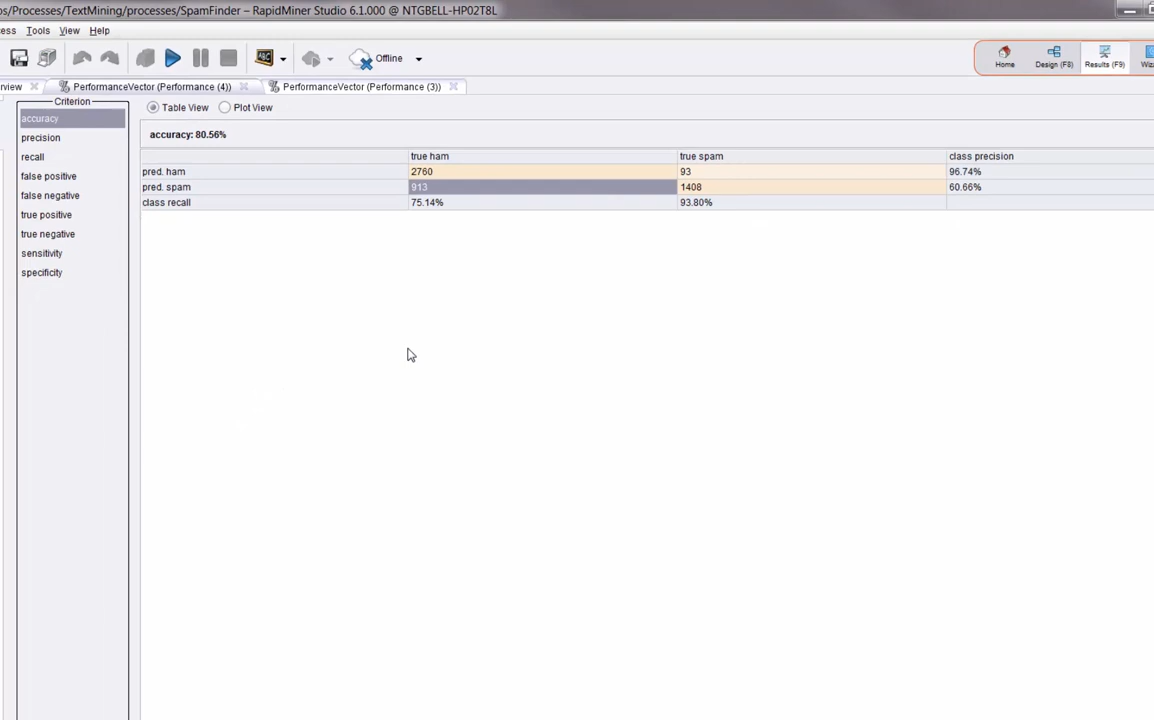 os/Processes/TextMining/processes/SpamFinder – RapidMiner Studio 6.1.000 @ NTGBELL-HP02T8L
ess Tools View Help
Offline
Home Design (F8) Results (F9) Wiz
rview PerformanceVector (Performance (4)) PerformanceVector (Performance (3))
Criterion
accuracy
precision
recall
false positive
false negative
true positive
true negative
sensitivity
specificity
Table View Plot View
accuracy: 80.56%
true ham true spam class precision
pred. ham 2760 93 96.74%
pred. spam 913 1408 60.66%
class recall 75.14% 93.80%